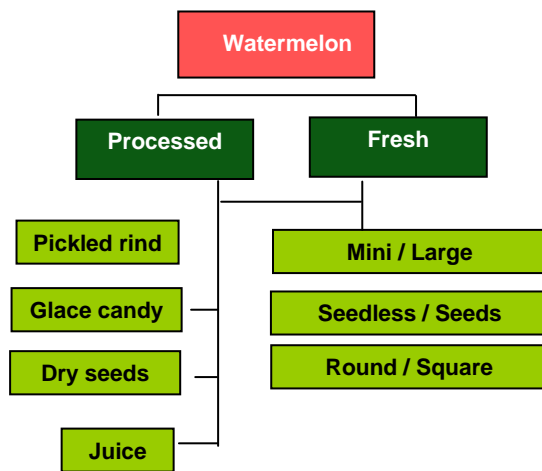 Watermelon
Processed
Fresh
Pickled rind
Glace candy
Dry seeds
Juice
Mini / Large
Seedless / Seeds
Round / Square